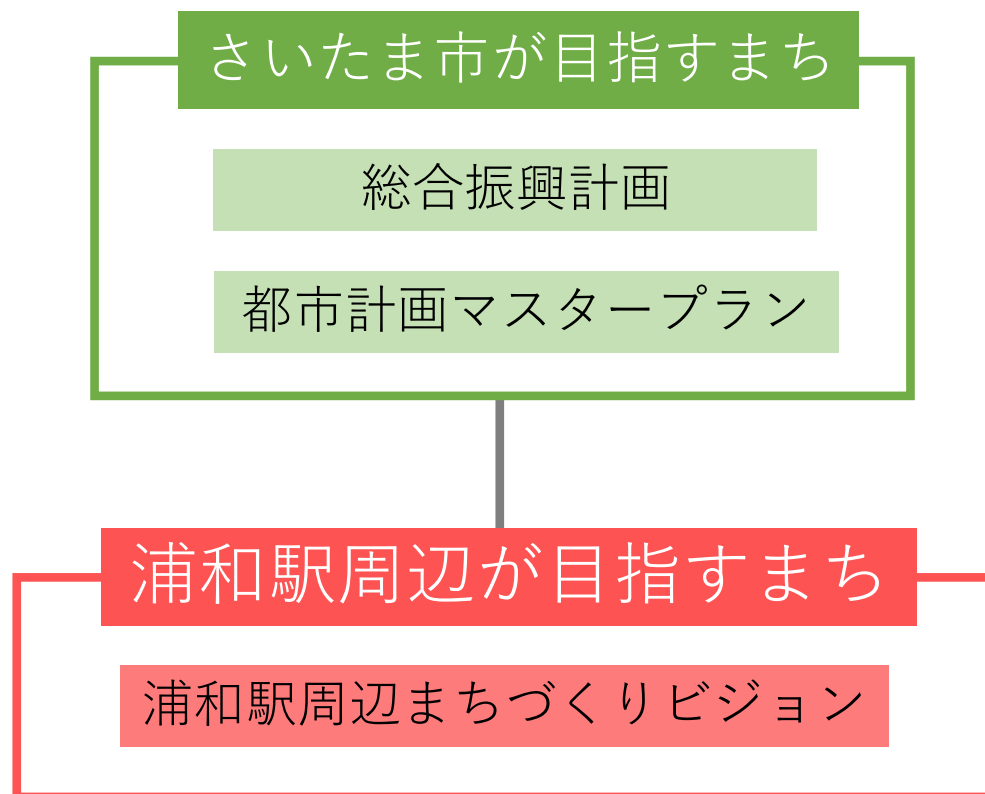 さいたま市が目指すまち
総合振興計画
都市計画マスタープラン
浦和駅周辺が目指すまち
浦和駅周辺まちづくりビジョン